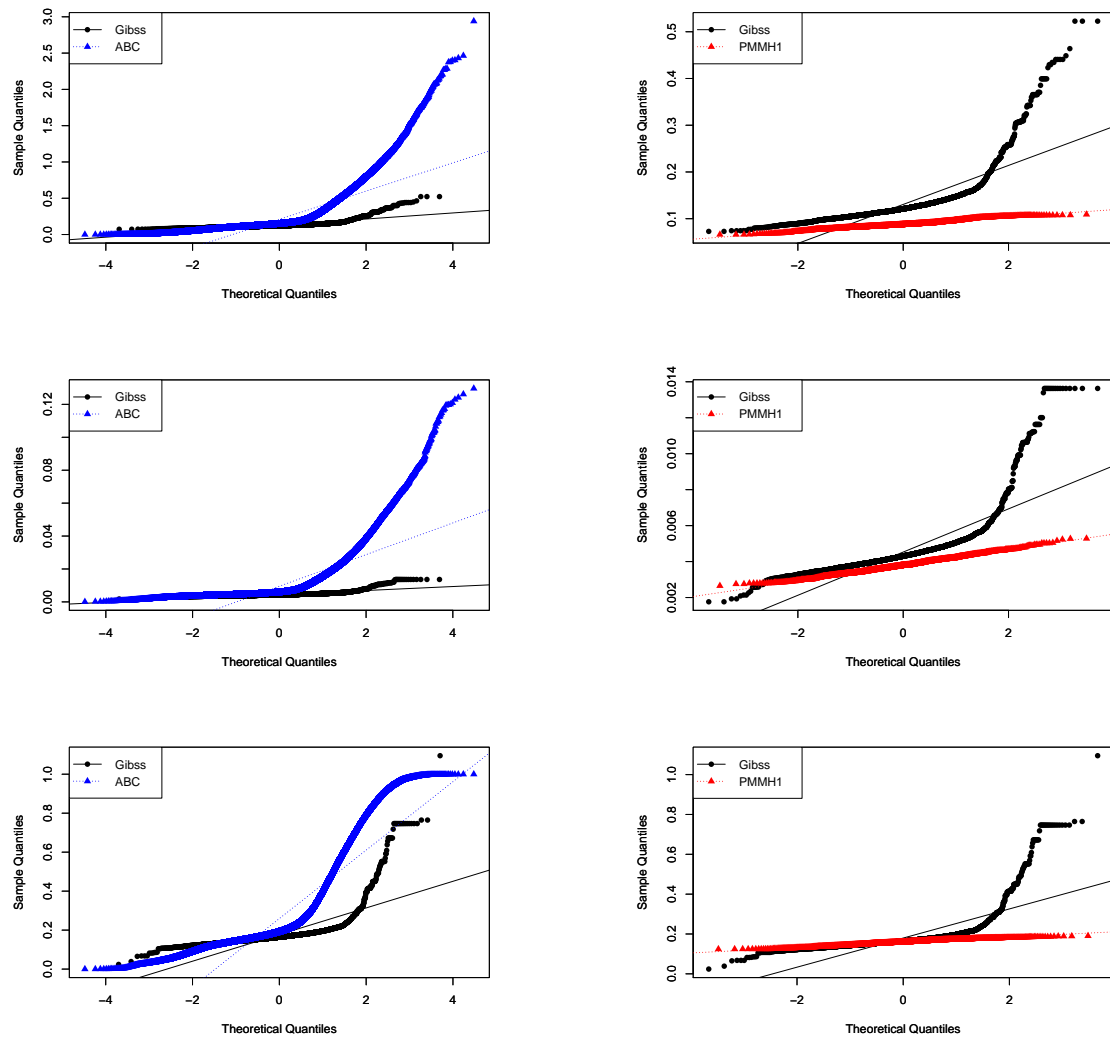 Gibss
ABC
Sample Quantiles
0.0 0.5 1.0 1.5 2.0 2.5 3.0
−4 −2 0 2 4
Theoretical Quantiles
Gibss
PMMH1
Sample Quantiles
0.1 0.2 0.3 0.4 0.5
−2 0 2
Theoretical Quantiles
Gibss
ABC
Sample Quantiles
0.00 0.04 0.08 0.12
−4 −2 0 2 4
Theoretical Quantiles
Gibss
PMMH1
Sample Quantiles
0.002 0.006 0.010 0.014
−2 0 2
Theoretical Quantiles
Gibss
ABC
Sample Quantiles
0.0 0.2 0.4 0.6 0.8 1.0
−4 −2 0 2 4
Theoretical Quantiles
Gibss
PMMH1
Sample Quantiles
0.0 0.2 0.4 0.6 0.8 1.0
−2 0 2
Theoretical Quantiles